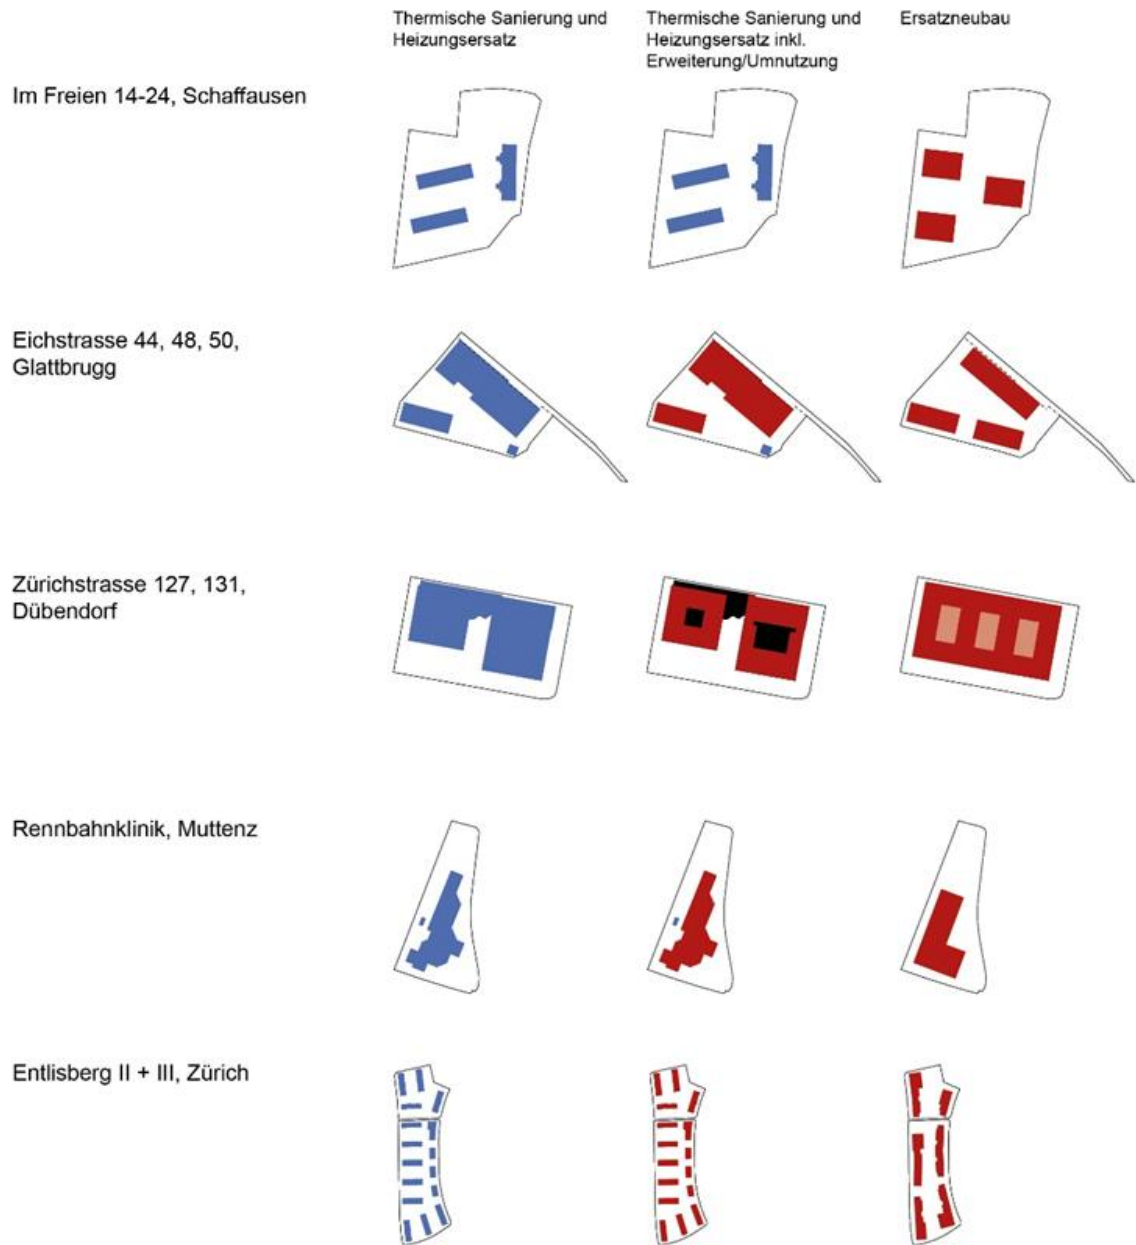 Thermische Sanierung und
Heizungsersatz
Thermische Sanierung und
Heizungsersatz inkl.
Erweiterung/Umnutzung
Ersatzneubau
Im Freien 14-24, Schaffausen
Eichstrasse 44, 48, 50,
Glattbrugg
Zürichstrasse 127, 131,
Dübendorf
Rennbahnklinik, Muttenz
Entlisberg II + III, Zürich